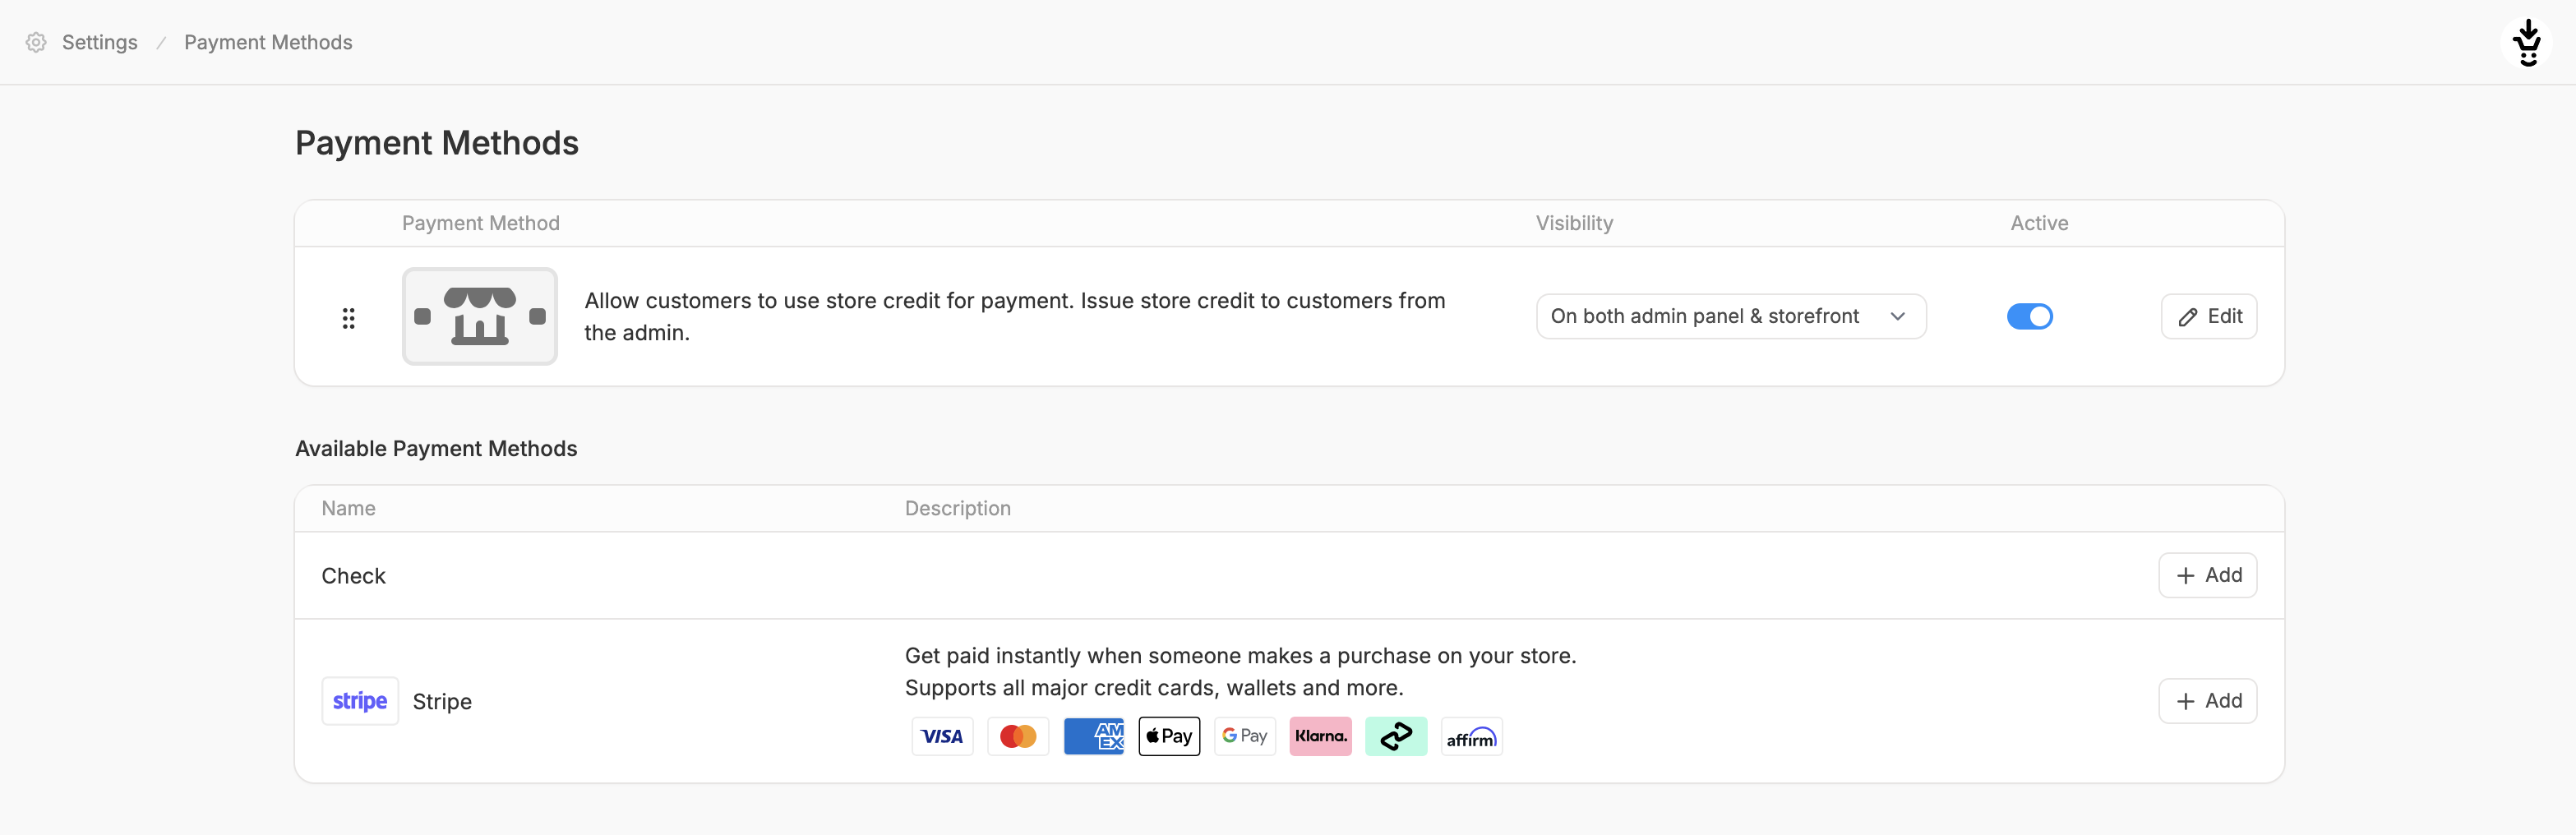 Settings / Payment Methods
Payment Methods
Payment Method Visibility Active
Allow customers to use store credit for payment. Issue store credit to customers from
the admin.
On both admin panel & storefront
Edit
Available Payment Methods
Name Description
Check
Add
Get paid instantly when someone makes a purchase on your store.
Supports all major credit cards, wallets and more.
stripe Stripe
Add
VISA AMEX Pay G Pay Klarna. affirm